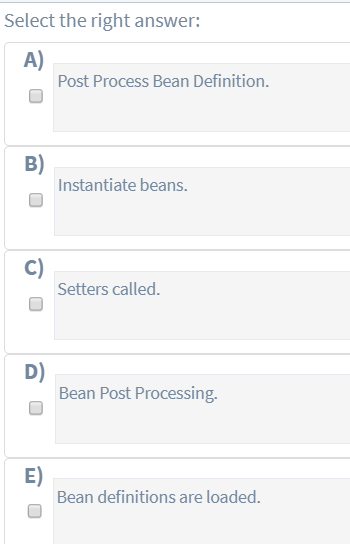 Select the right answer:
A)
Post Process Bean Definition.
B)
Instantiate beans.
C)
Setters called.
D)
Bean Post Processing.
E)
Bean definitions are loaded.